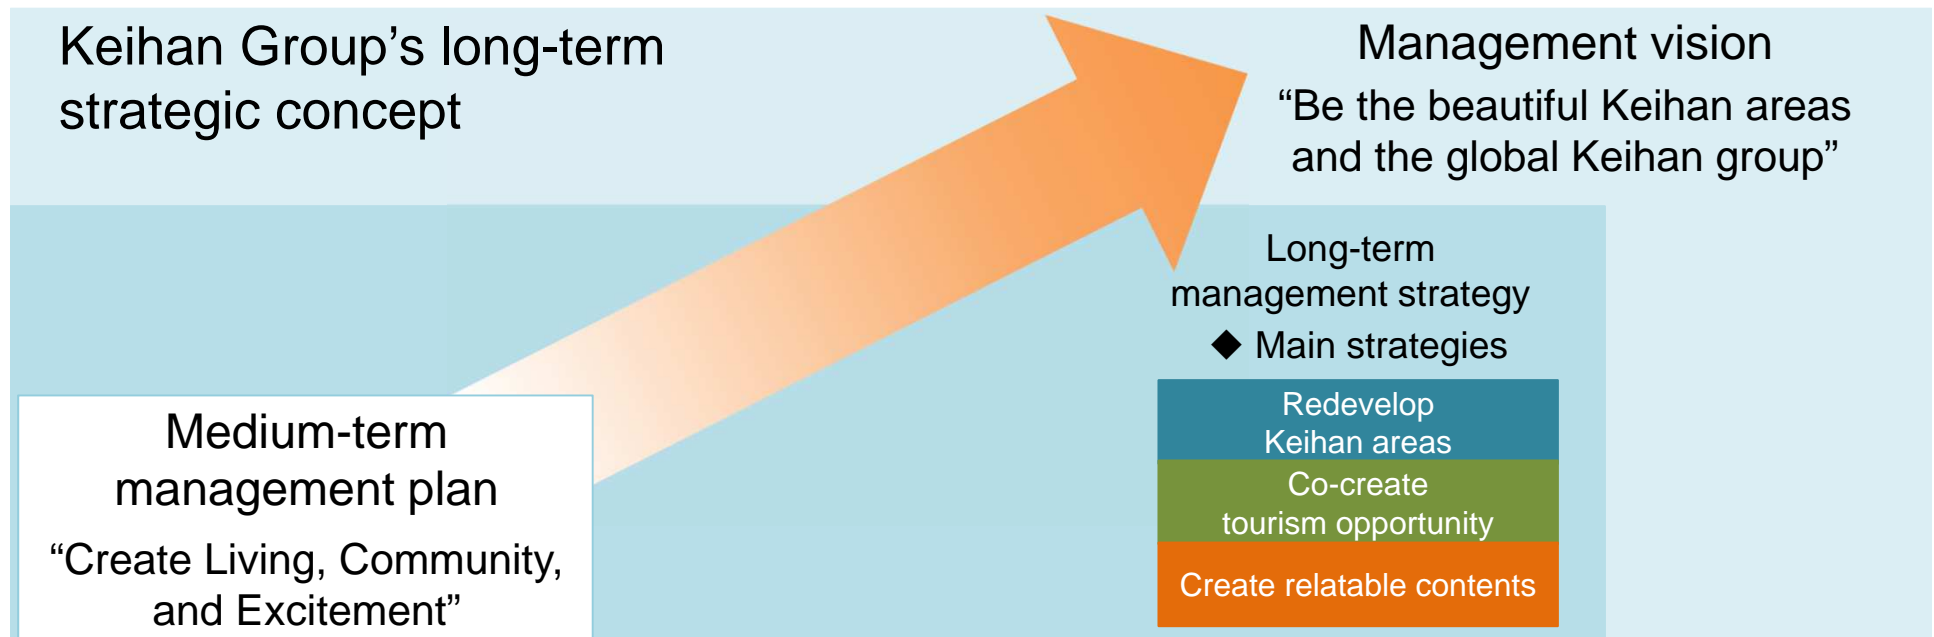 Keihan Group’s long-term
strategic concept
Management vision
“Be the beautiful Keihan areas
and the global Keihan group”
Long-term
management strategy
◆ Main strategies
Redevelop
Keihan areas
Co-create
tourism opportunity
Create relatable contents
Medium-term
management plan
“Create Living, Community,
and Excitement”